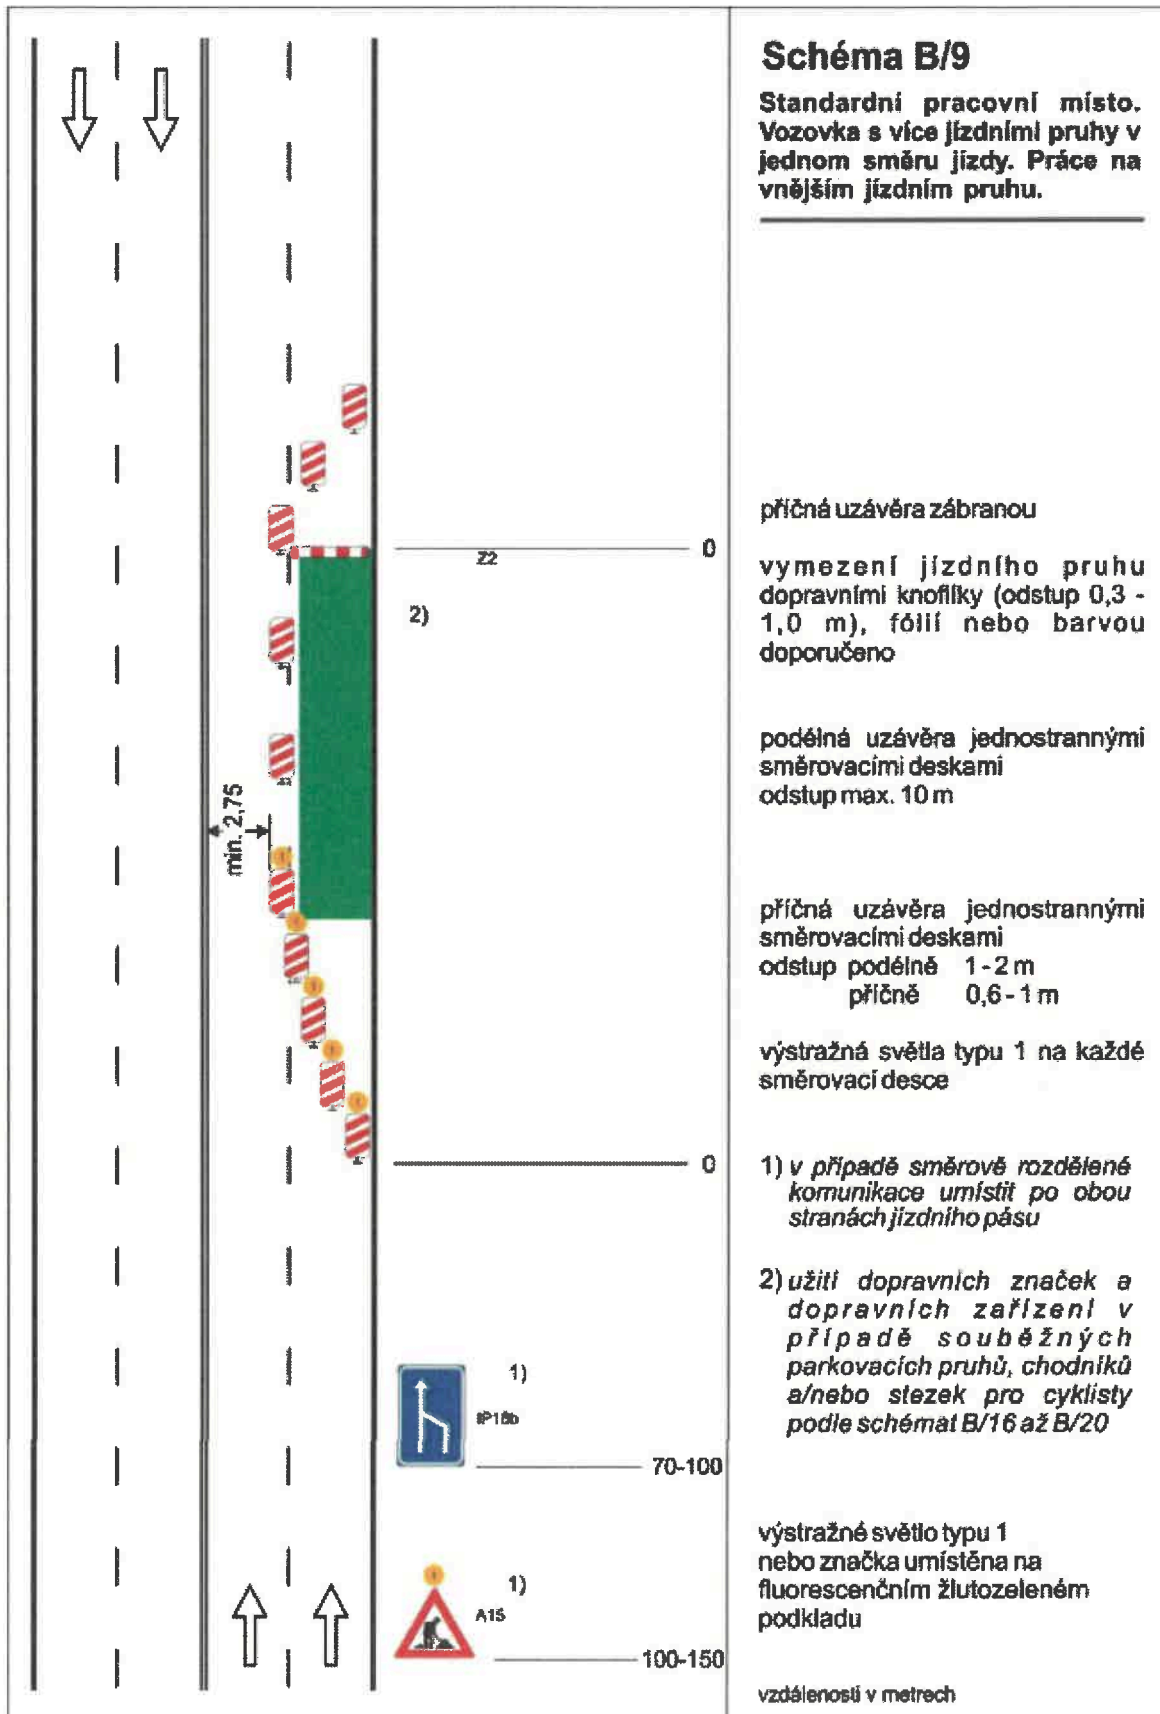 Schéma B/9
Standardní pracovní místo.
Vozovka s více jízdními pruhy v
jednom směru jízdy. Práce na
vnějším jízdním pruhu.
příčná uzávěra zábranou
0
Z2
vymezení jízdního pruhu
dopravními knoflíky (odstup 0,3 -
1,0 m), fólií nebo barvou
doporučeno
2)
podélná uzávěra jednostrannými
směrovacími deskami
odstup max. 10 m
min. 2,75
příčná uzávěra jednostrannými
směrovacími deskami
odstup podélně 1 - 2 m
příčně 0,6 - 1 m
výstražná světla typu 1 na každé
směrovací desce
0
1) v případě směrově rozdělené
komunikace umístit po obou
stranách jízdního pásu
2) užití dopravních značek a
dopravních zařízení v
případě souběžných
parkovacích pruhů, chodníků
a/nebo stezek pro cyklisty
podle schémat B/16 až B/20
1)
IP18b
70-100
výstražné světlo typu 1
nebo značka umístěna na
fluorescenčním žlutozeleném
podkladu
1)
A15
100-150
vzdálenosti v metrech